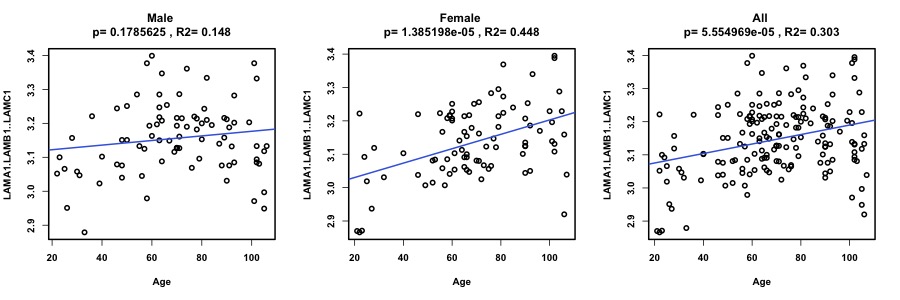 Male
p= 0.1785625 , R2= 0.148
LAMA1.LAMB1..LAMC1
3.4
3.3
3.2
3.1
3.0
2.9
20 40 60 80 100
Age
Female
p= 1.385198e-05 , R2= 0.448
LAMA1.LAMB1..LAMC1
3.4
3.3
3.2
3.1
3.0
2.9
20 40 60 80 100
Age
All
p= 5.554969e-05 , R2= 0.303
LAMA1.LAMB1..LAMC1
3.4
3.3
3.2
3.1
3.0
2.9
20 40 60 80 100
Age